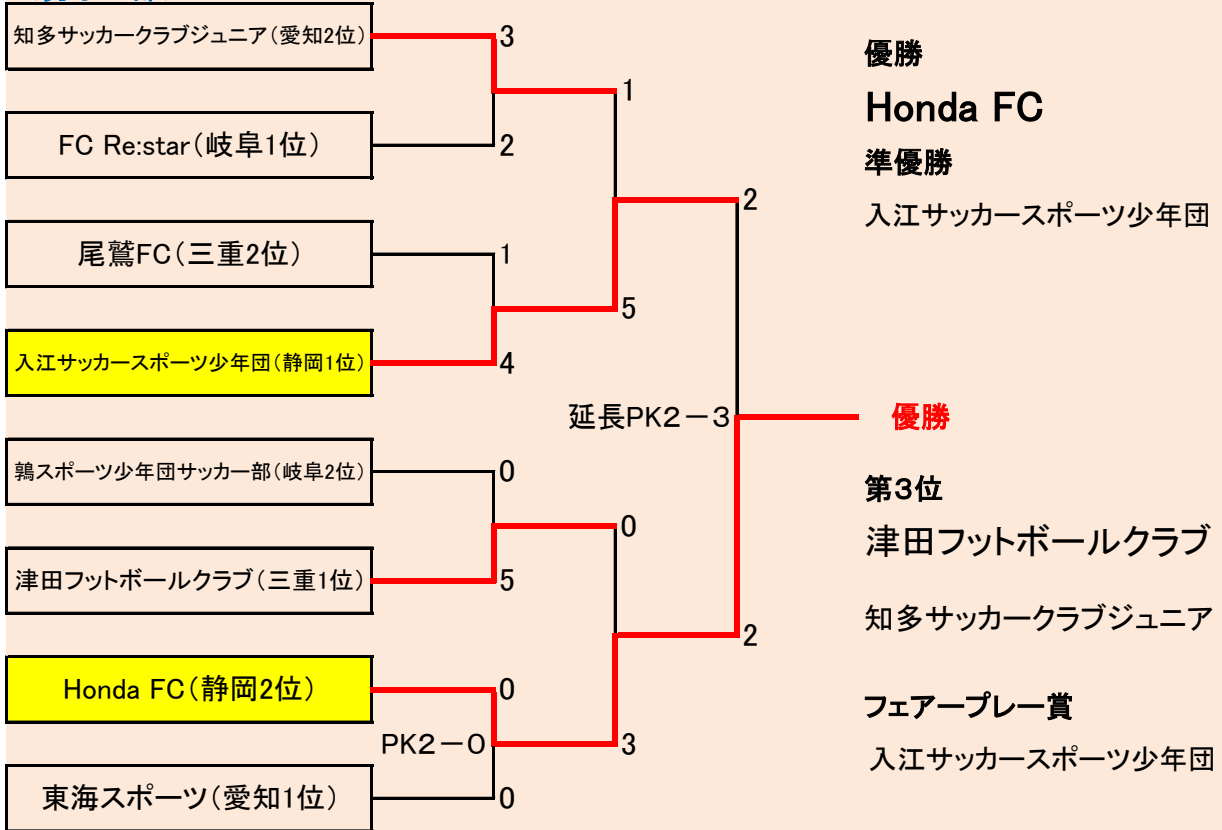 知多サッカークラブジュニア(愛知2位)
3
FC Re:star(岐阜1位)
2
1
尾鷲FC(三重2位)
1
入江サッカースポーツ少年団(静岡1位)
4
5
2
鶉スポーツ少年団サッカー部(岐阜2位)
0
津田フットボールクラブ(三重1位)
5
0
Honda FC(静岡2位)
0
PK2-0
東海スポーツ(愛知1位)
0
3
2
延長PK2-3
優勝
優勝
Honda FC
準優勝
入江サッカースポーツ少年団
第3位
津田フットボールクラブ
知多サッカークラブジュニア
フェアープレー賞
入江サッカースポーツ少年団